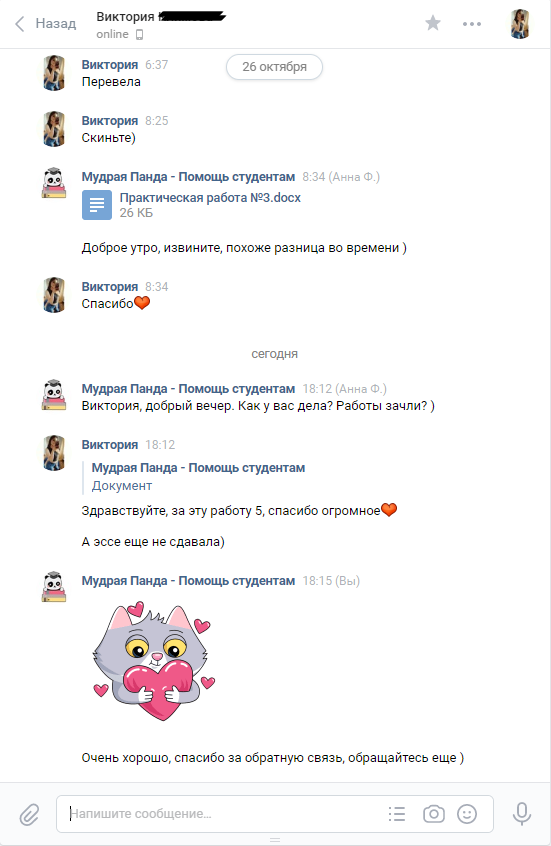 Назад
Виктория
online
26 октября
Виктория 6:37
Перевела
Виктория 8:25
Скиньте)
Мудрая Панда - Помощь студентам 8:34 (Анна Ф.)
Практическая работа №3.docx
26 КБ
Доброе утро, извините, похоже разница во времени )
Виктория 8:34
Спасибо❤
сегодня
Мудрая Панда - Помощь студентам 18:12 (Анна Ф.)
Виктория, добрый вечер. Как у вас дела? Работы зачли? )
Виктория 18:12
Мудрая Панда - Помощь студентам
Документ
Здравствуйте, за эту работу 5, спасибо огромное❤
А эссе еще не сдавала)
Мудрая Панда - Помощь студентам 18:15 (Вы)
Очень хорошо, спасибо за обратную связь, обращайтесь еще )
Напишите сообщение...